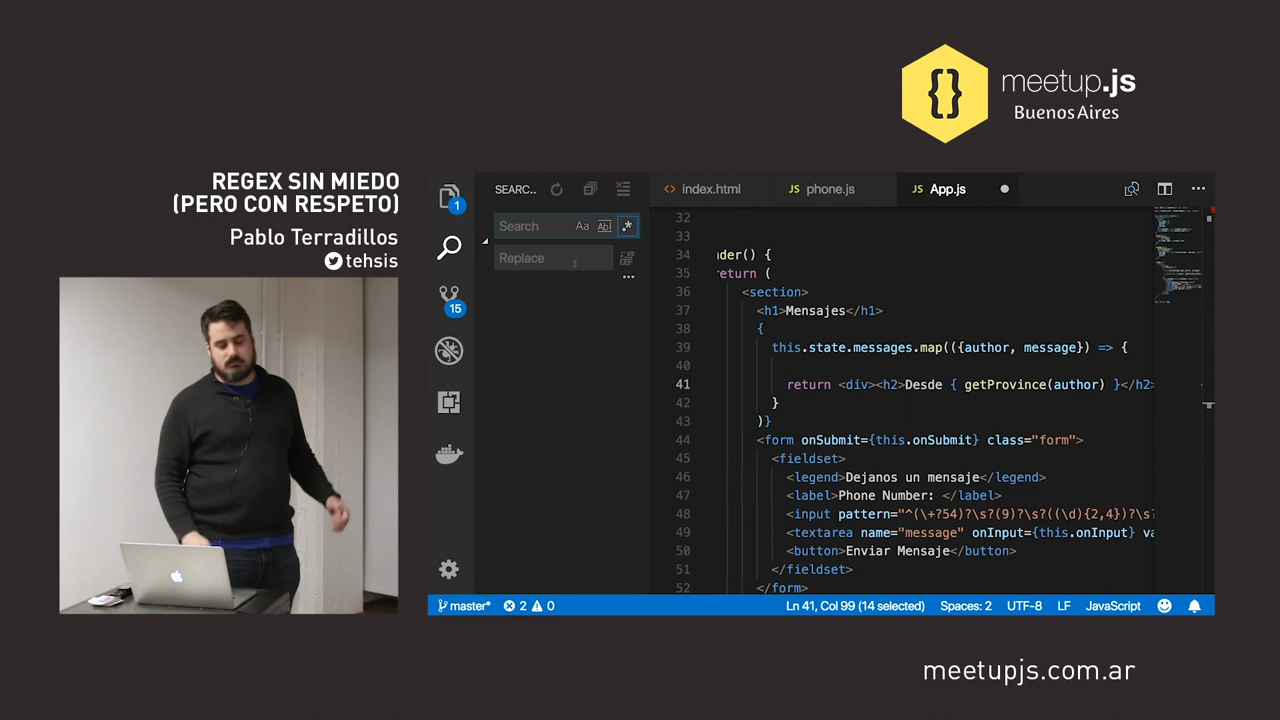 {}
meetup.js
Buenos Aires
REGEX SIN MIEDO
(PERO CON RESPETO)
Pablo Terradillos
tehsis
1
15
SEARC..
Search
Aa
Abl
.*
Replace
...
<> index.html
JS phone.js
JS App.js
...
32
33
34 nder() {
35 return (
36 <section>
37 <h1>Mensajes</h1>
38 {
39 this.state.messages.map(({author, message}) => {
40
41 return <div><h2>Desde { getProvince(author) }</h2>
42 }
43 )}
44 <form onSubmit={this.onSubmit} class="form">
45 <fieldset>
46 <legend>Dejanos un mensaje</legend>
47 <label>Phone Number: </label>
48 <input pattern="^(\+?54)?\s?(9)?\s?((\d){2,4})?\s?
49 <textarea name="message" onInput={this.onInput} va
50 <button>Enviar Mensaje</button>
51 </fieldset>
52 </form>
master* 2 0 Ln 41, Col 99 (14 selected) Spaces: 2 UTF-8 LF JavaScript
meetupjs.com.ar